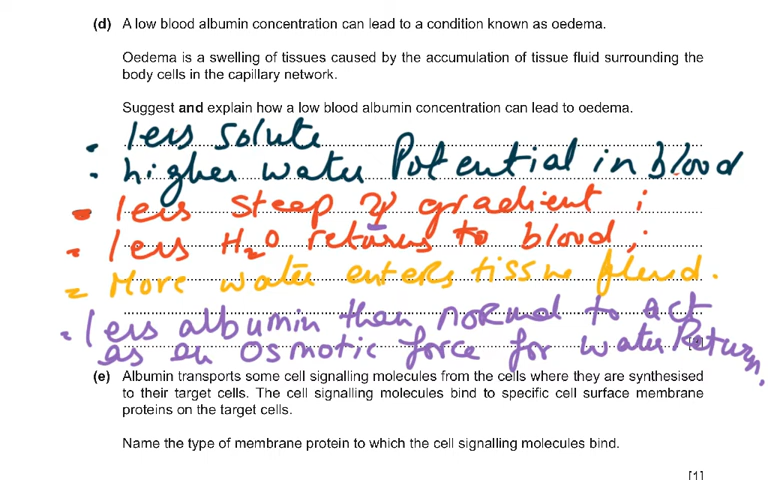 (d) A low blood albumin concentration can lead to a condition known as oedema.
Oedema is a swelling of tissues caused by the accumulation of tissue fluid surrounding the
body cells in the capillary network.
Suggest and explain how a low blood albumin concentration can lead to oedema.
• less solute
• higher water Potential in blood
• less steep ψ gradient ;
• less H₂O returns to blood ;
• More water enters tissue fluid.
• less albumin than normal to act
as an osmotic force for water Return.
(e) Albumin transports some cell signalling molecules from the cells where they are synthesised
to their target cells. The cell signalling molecules bind to specific cell surface membrane
proteins on the target cells.
Name the type of membrane protein to which the cell signalling molecules bind.
[1]